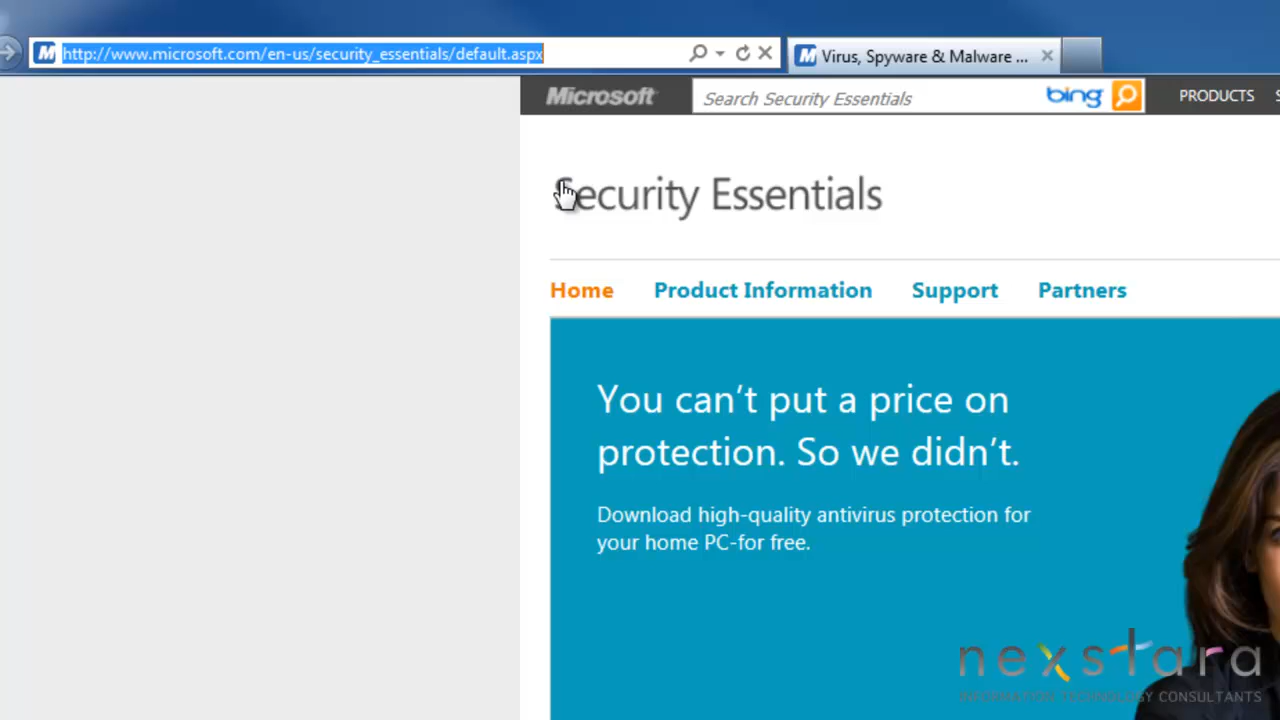 http://www.microsoft.com/en-us/security_essentials/default.aspx
Virus, Spyware & Malware ...
Microsoft
Search Security Essentials
bing
PRODUCTS
S
Security Essentials
Home
Product Information
Support
Partners
You can't put a price on
protection. So we didn't.
Download high-quality antivirus protection for
your home PC-for free.
nexstara
INFORMATION TECHNOLOGY CONSULTANTS